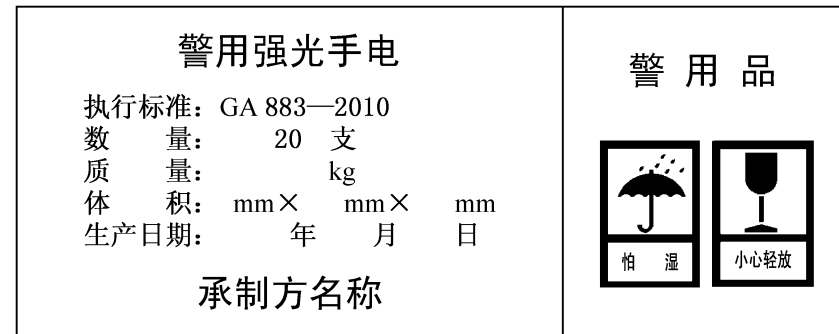 警用强光手电
执行标准：GA 883—2010
数　　量：　　20　支
质　　量：　　　　kg
体　　积：　mm×　　mm×　　mm
生产日期：　　　年　　月　　日
承制方名称
警 用 品
怕　湿
小心轻放